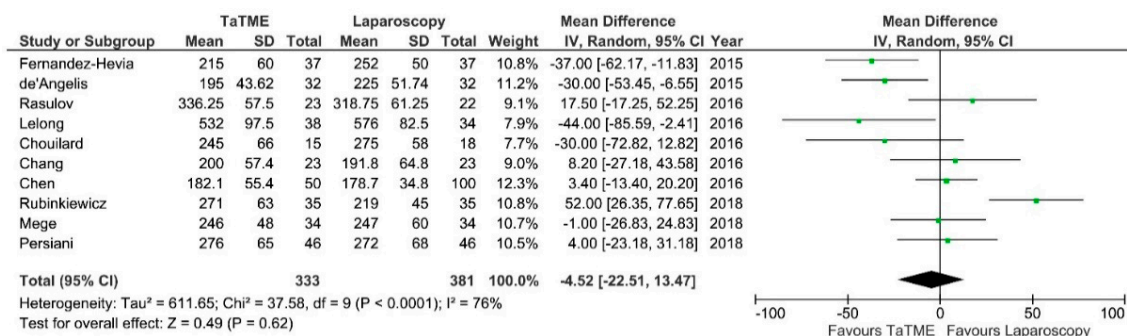 TaTME Laparoscopy Mean Difference Mean Difference
Study or Subgroup Mean SD Total Mean SD Total Weight IV, Random, 95% CI Year IV, Random, 95% CI
Fernandez-Hevia 215 60 37 252 50 37 10.8% -37.00 [-62.17, -11.83] 2015
de'Angelis 195 43.62 32 225 51.74 32 11.2% -30.00 [-53.45, -6.55] 2015
Rasulov 336.25 57.5 23 318.75 61.25 22 9.1% 17.50 [-17.25, 52.25] 2016
Lelong 532 97.5 38 576 82.5 34 7.9% -44.00 [-85.59, -2.41] 2016
Chouilard 245 66 15 275 58 18 7.7% -30.00 [-72.82, 12.82] 2016
Chang 200 57.4 23 191.8 64.8 23 9.0% 8.20 [-27.18, 43.58] 2016
Chen 182.1 55.4 50 178.7 34.8 100 12.3% 3.40 [-13.40, 20.20] 2016
Rubinkiewicz 271 63 35 219 45 35 10.8% 52.00 [26.35, 77.65] 2018
Mege 246 48 34 247 60 34 10.7% -1.00 [-26.83, 24.83] 2018
Persiani 276 65 46 272 68 46 10.5% 4.00 [-23.18, 31.18] 2018
Total (95% CI) 333 381 100.0% -4.52 [-22.51, 13.47]
Heterogeneity: Tau² = 611.65; Chi² = 37.58, df = 9 (P < 0.0001); I² = 76%
Test for overall effect: Z = 0.49 (P = 0.62)
-100 -50 0 50 100
Favours TaTME Favours Laparoscopy